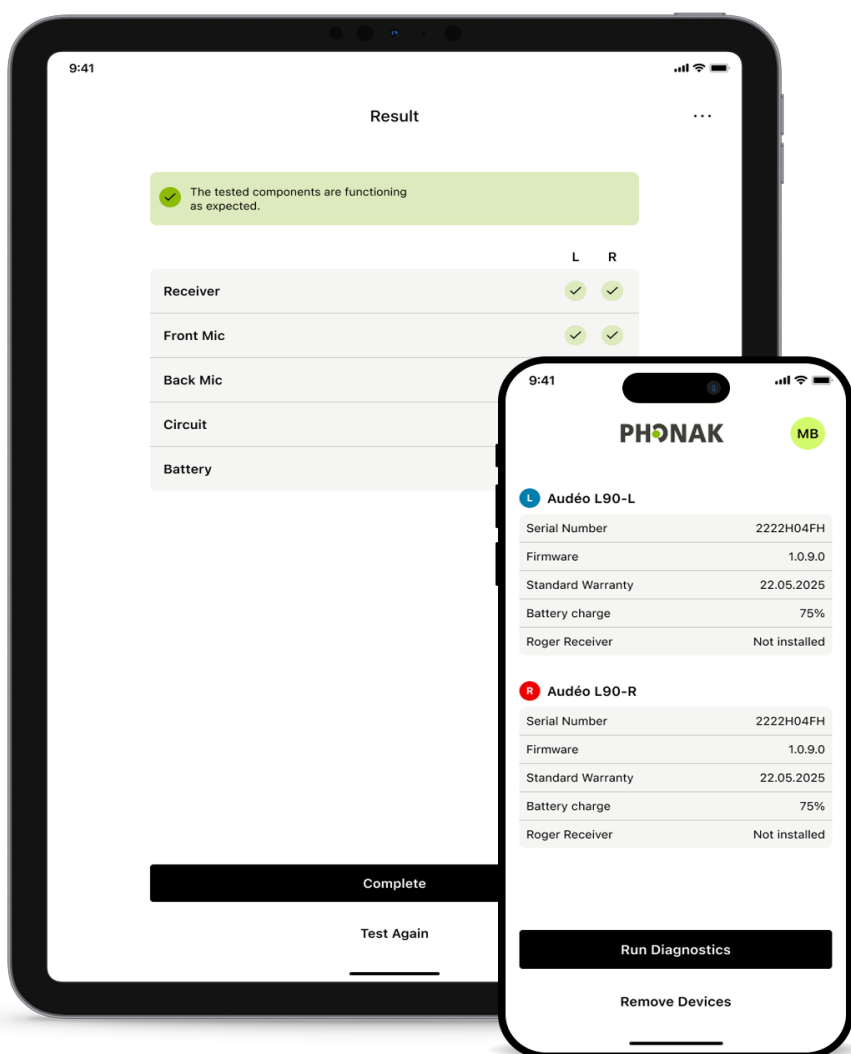 9:41
Result
The tested components are functioning
as expected.
L R
Receiver
Front Mic
Back Mic
Circuit
Battery
Complete
Test Again
9:41
PHONAK
MB
L Audéo L90-L
Serial Number 2222H04FH
Firmware 1.0.9.0
Standard Warranty 22.05.2025
Battery charge 75%
Roger Receiver Not installed
R Audéo L90-R
Serial Number 2222H04FH
Firmware 1.0.9.0
Standard Warranty 22.05.2025
Battery charge 75%
Roger Receiver Not installed
Run Diagnostics
Remove Devices